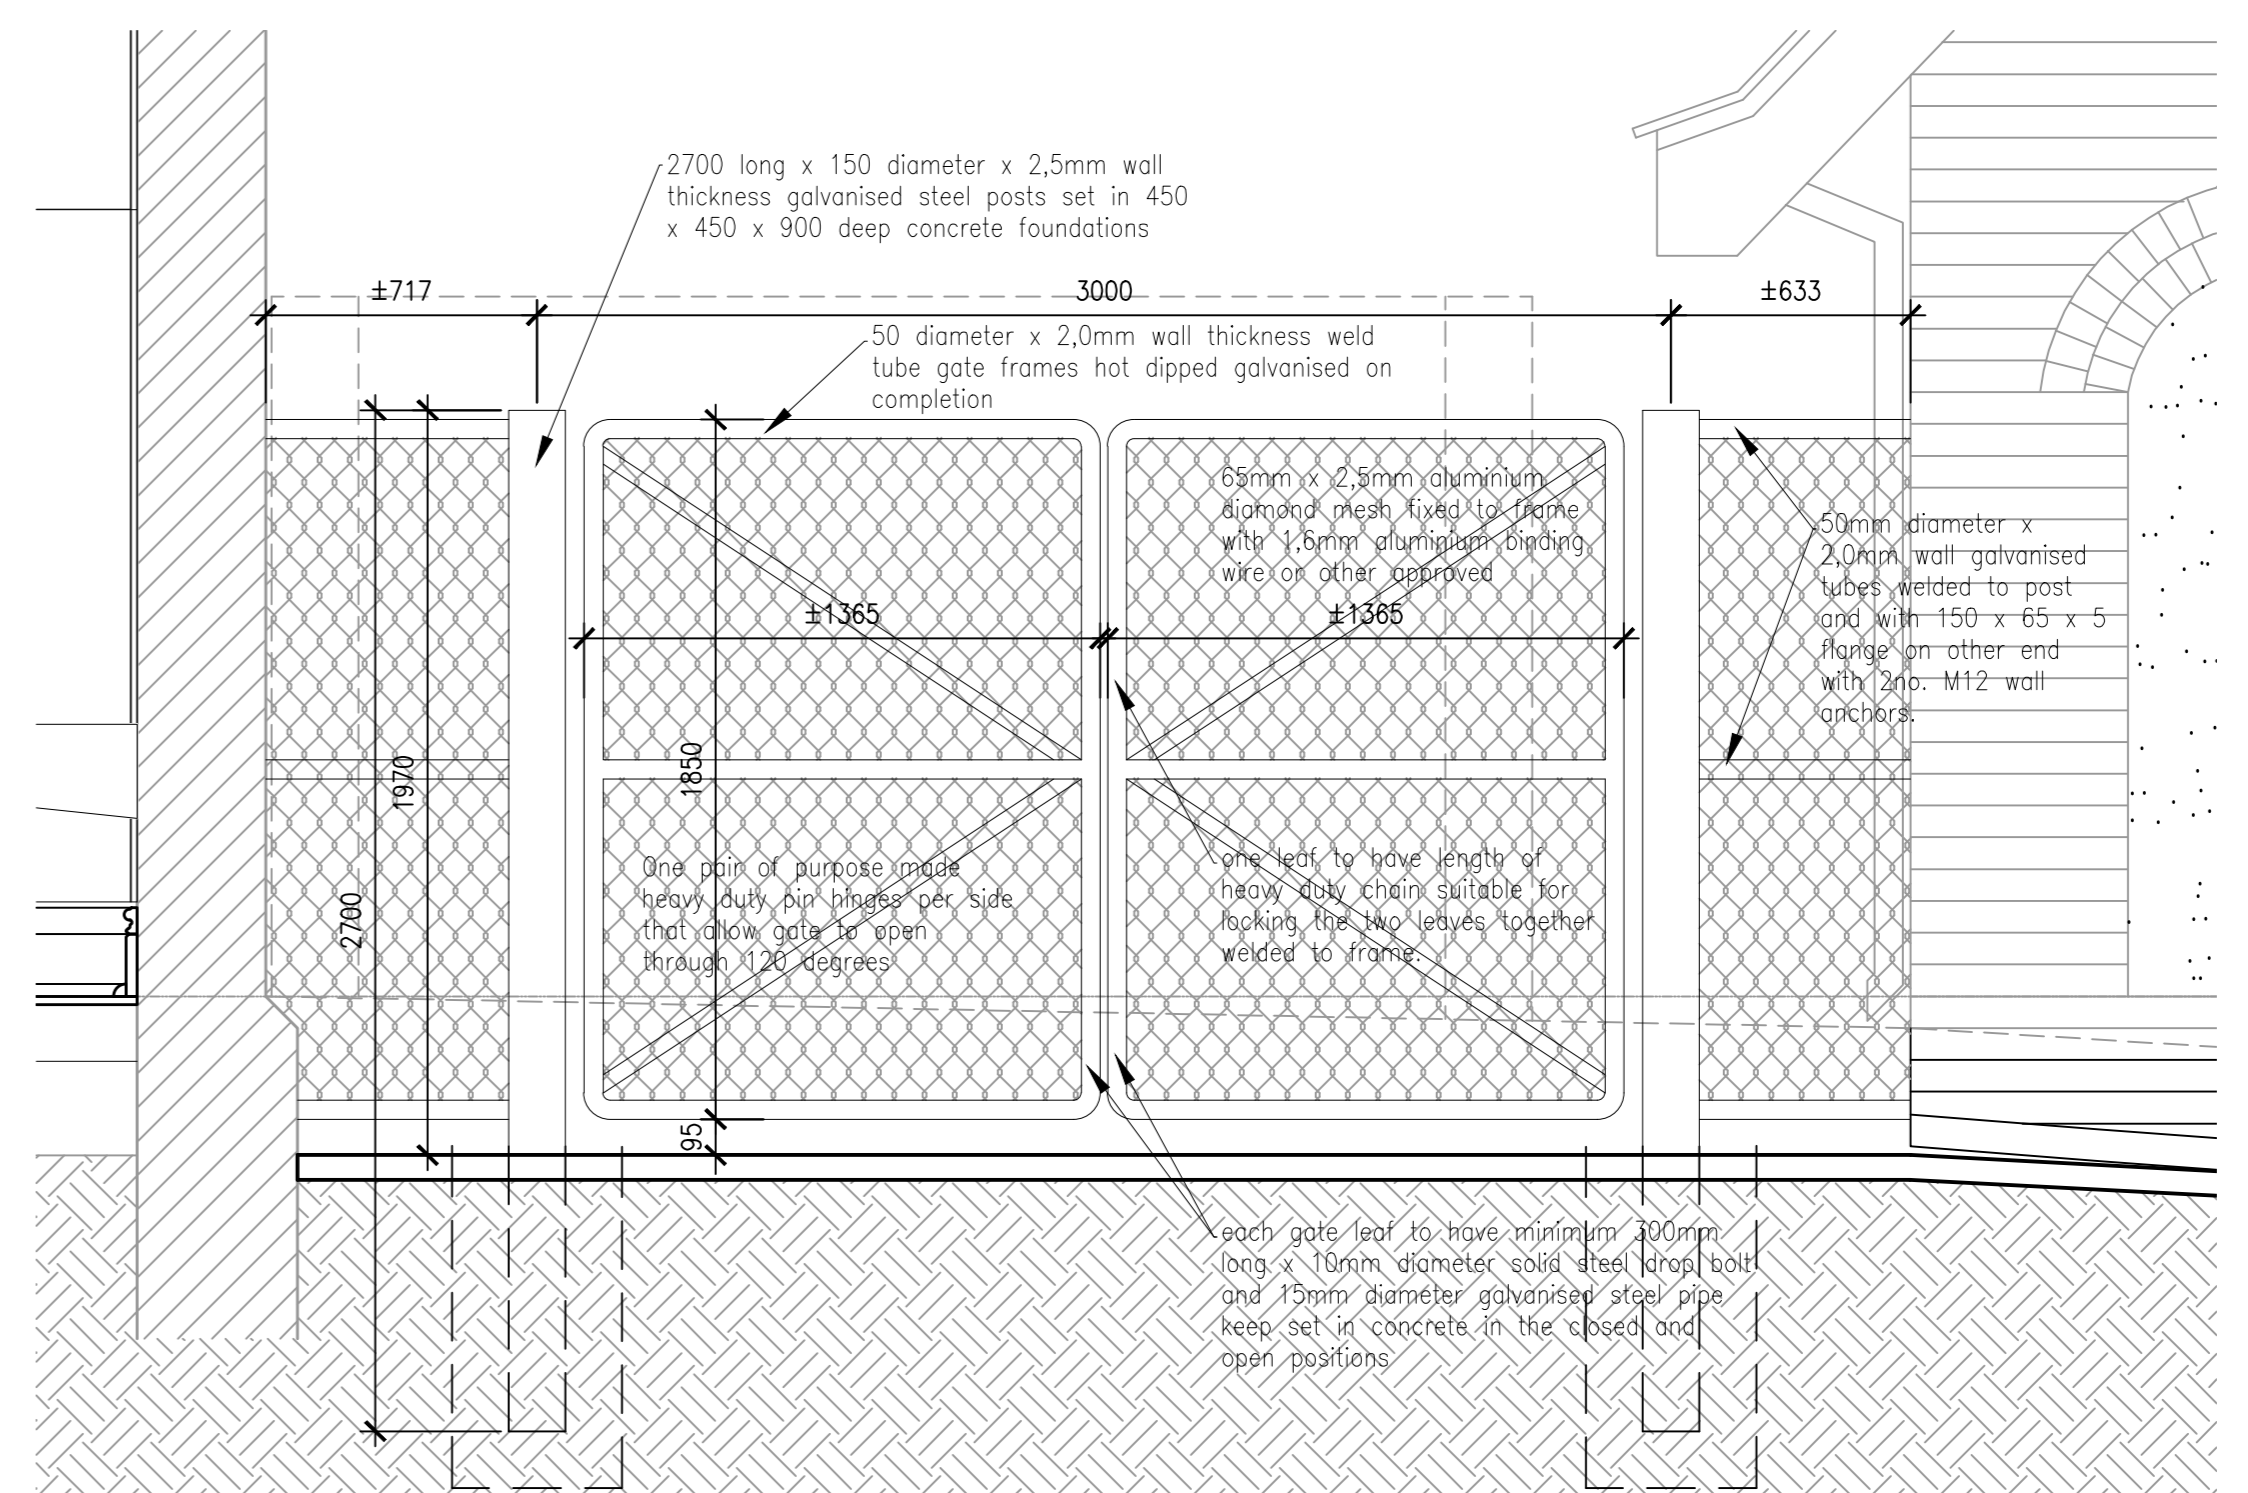 2700 long x 150 diameter x 2,5mm wall
thickness galvanised steel posts set in 450
x 450 x 900 deep concrete foundations
±717
3000
±633
50 diameter x 2,0mm wall thickness weld
tube gate frames hot dipped galvanised on
completion
65mm x 2,5mm aluminium
diamond mesh fixed to frame
with 1,6mm aluminium binding
wire or other approved
50mm diameter x
2,0mm wall galvanised
tubes welded to post
and with 150 x 65 x 5
flange on other end
with 2no. M12 wall
anchors.
±1365
±1365
1970
1850
2700
One pair of purpose made
heavy duty pin hinges per side
that allow gate to open
through 120 degrees
one leaf to have length of
heavy duty chain suitable for
locking the two leaves together
welded to frame.
95
each gate leaf to have minimum 300mm
long x 10mm diameter solid steel drop bolt
and 15mm diameter galvanised steel pipe
keep set in concrete in the closed and
open positions